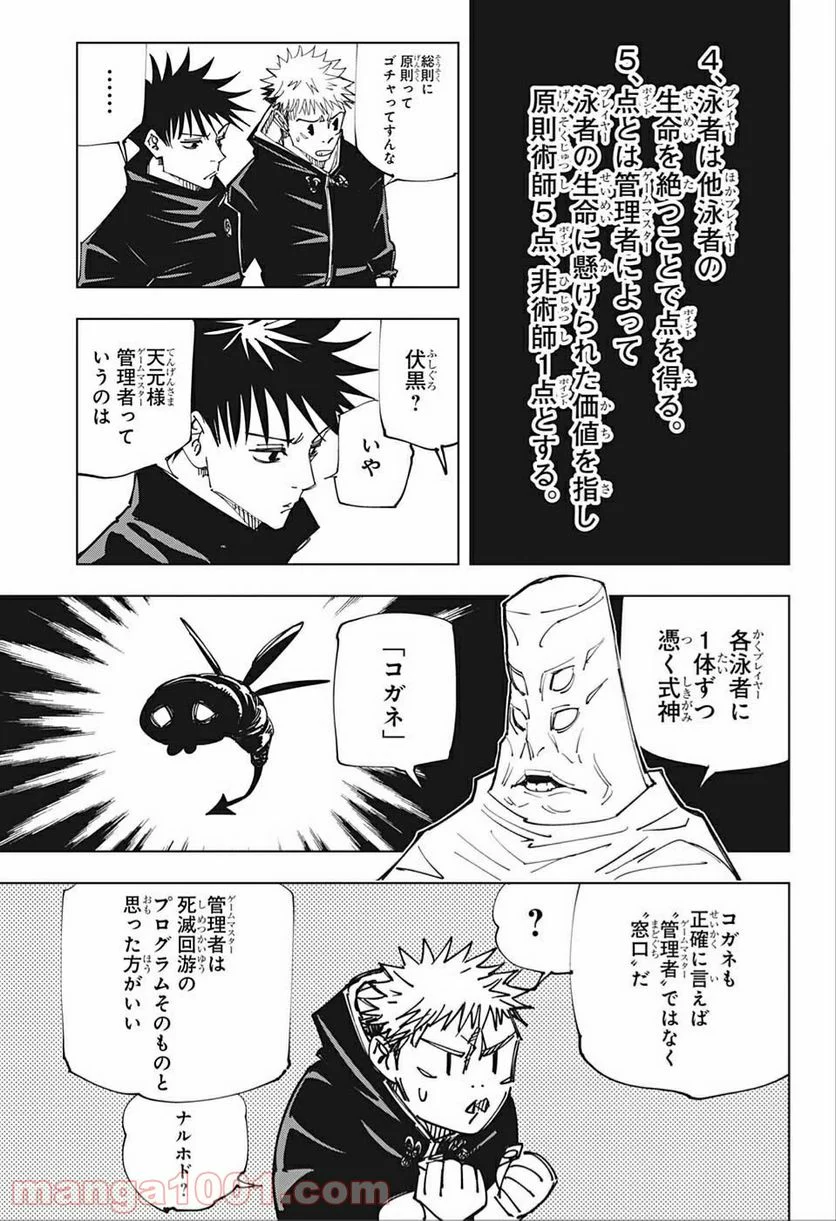 4、泳者は他泳者の
生命を絶つことで点を得る。
5、点とは管理者によって
泳者の生命に懸けられた価値を指し
原則術師5点、非術師1点とする。
総則に
原則って
ゴチャってすんな
……
伏黒?
いや
天元様
管理者って
いうのは
各泳者に
1体ずつ
憑く式神
「コガネ」
コガネも
正確に言えば
〝管理者〟ではなく
〝窓口〟だ
?
管理者は
死滅回游の
プログラムそのものと
思った方がいい
ナルホド?
manga1001.com